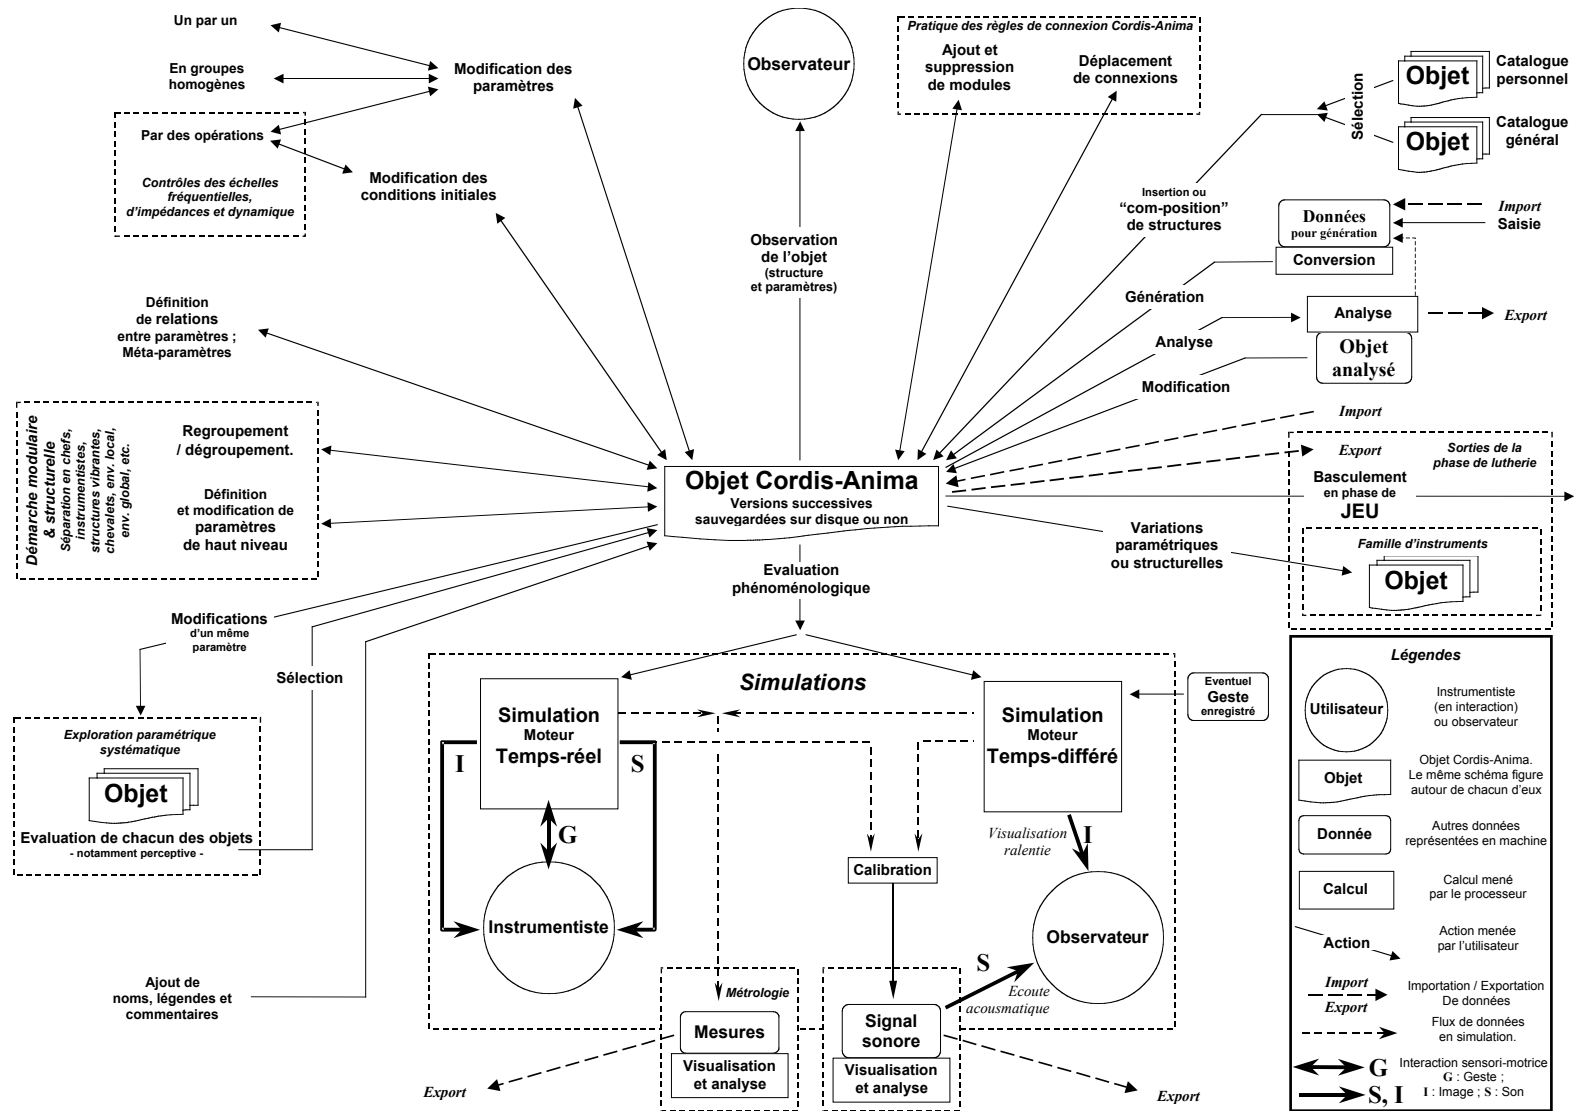 Un par un
En groupes
homogènes
Modification des
paramètres
Par des opérations
Contrôles des échelles
fréquentielles,
d'impédances et dynamique
Modification des
conditions initiales
Observateur
Observation
de l'objet
(structure
et paramètres)
Pratique des règles de connexion Cordis-Anima
Ajout et
suppression
de modules
Déplacement
de connexions
Sélection
Objet
Catalogue
personnel
Objet
Catalogue
général
Insertion ou
“com-position”
de structures
Données
pour génération
Conversion
Import
Saisie
Génération
Analyse
Objet
analysé
Export
Analyse
Modification
Définition
de relations
entre paramètres ;
Méta-paramètres
Démarche modulaire
& structurelle
Séparation en chefs,
instrumentistes,
structures vibrantes,
chevalets, env. local,
env. global, etc.
Regroupement
/ dégroupement.
Définition
et modification de
paramètres
de haut niveau
Objet Cordis-Anima
Versions successives
sauvegardées sur disque ou non
Import
Export
Sorties de la
phase de lutherie
Basculement
en phase de
JEU
Variations
paramétriques
ou structurelles
Famille d'instruments
Objet
Evaluation
phénoménologique
Modifications
d'un même
paramètre
Sélection
Exploration paramétrique
systématique
Objet
Evaluation de chacun des objets
- notamment perceptive -
Ajout de
noms, légendes et
commentaires
Simulations
Simulation
Moteur
Temps-réel
I
S
G
Instrumentiste
Simulation
Moteur
Temps-différé
Eventuel
Geste
enregistré
Visualisation
ralentie
I
Calibration
Observateur
S
Ecoute
acousmatique
Métrologie
Mesures
Visualisation
et analyse
Export
Signal
sonore
Visualisation
et analyse
Export
Légendes
Utilisateur
Instrumentiste
(en interaction)
ou observateur
Objet
Objet Cordis-Anima.
Le même schéma figure
autour de chacun d'eux
Donnée
Autres données
représentées en machine
Calcul
Calcul mené
par le processeur
Action
Action menée
par l'utilisateur
Import
Export
Importation / Exportation
De données
Flux de données
en simulation.
G
S, I
Interaction sensori-motrice
G : Geste ;
I : Image ; S : Son